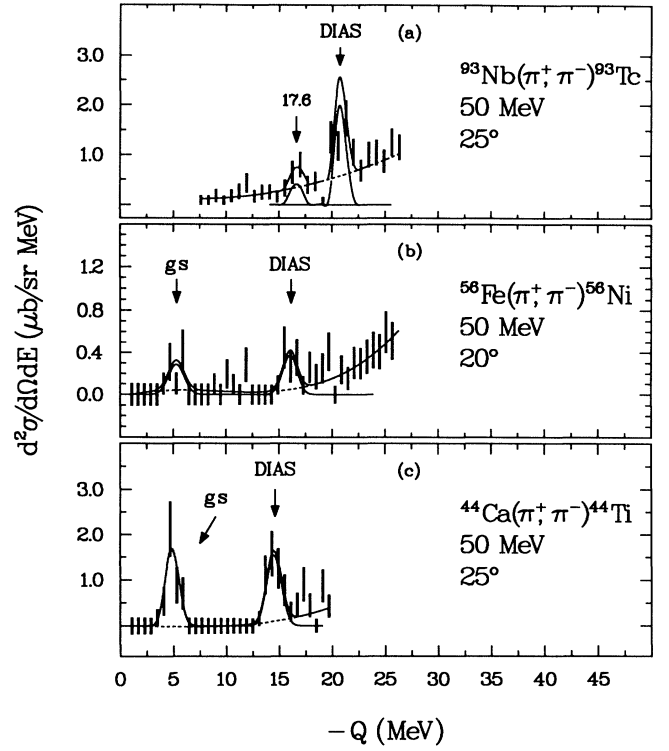 DIAS
(a)
3.0
2.0
1.0
17.6
⁹³Nb(π⁺, π⁻)⁹³Tc
50 MeV
25°
(b)
1.2
0.8
0.4
0.0
gs
DIAS
⁵⁶Fe(π⁺, π⁻)⁵⁶Ni
50 MeV
20°
d²σ/dΩdE (μb/sr MeV)
(c)
3.0
2.0
1.0
gs
DIAS
⁴⁴Ca(π⁺, π⁻)⁴⁴Ti
50 MeV
25°
0 5 10 15 20 25 30 35 40 45 50
−Q (MeV)